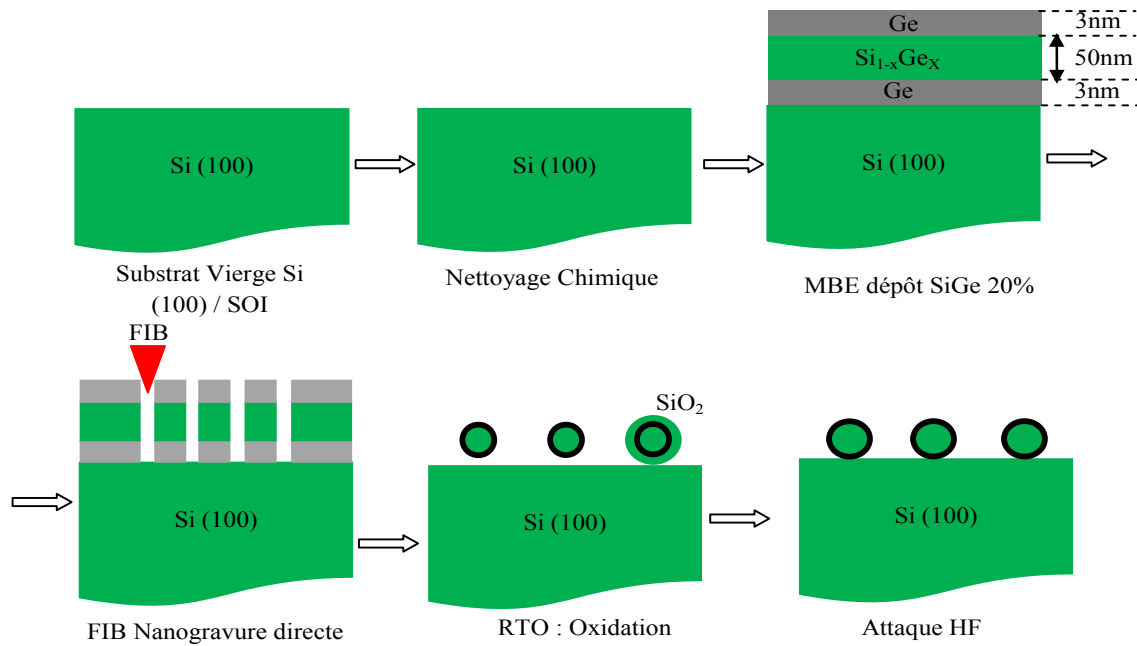 Ge
3nm
Si1-xGeX
50nm
Ge
3nm
Si (100)
Si (100)
Si (100)
Substrat Vierge Si
(100) / SOI
Nettoyage Chimique
MBE dépôt SiGe 20%
FIB
SiO2
Si (100)
Si (100)
Si (100)
FIB Nanogravure directe
RTO : Oxidation
Attaque HF